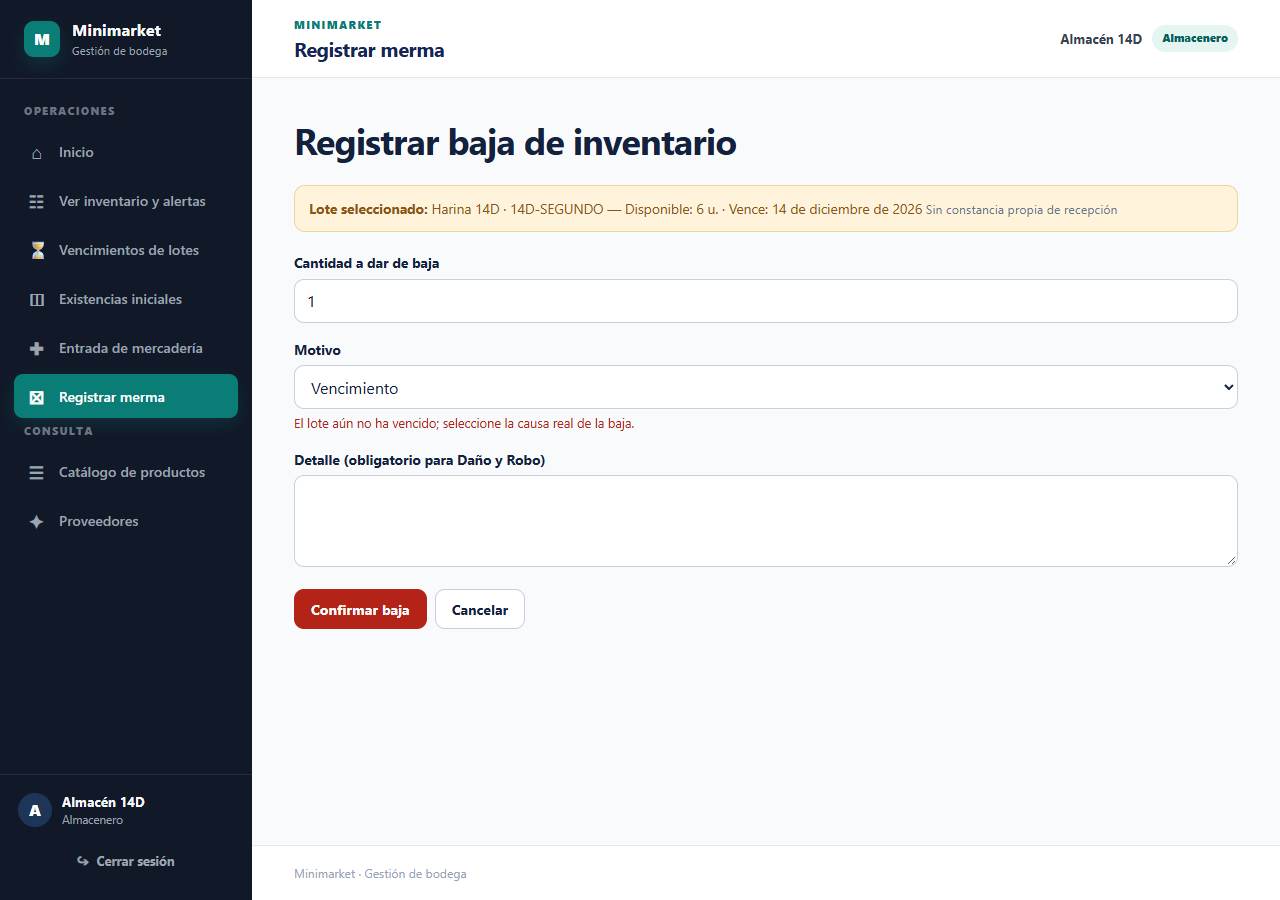 M
Minimarket
Gestión de bodega
OPERACIONES
Inicio
Ver inventario y alertas
Vencimientos de lotes
Existencias iniciales
Entrada de mercadería
Registrar merma
CONSULTA
Catálogo de productos
Proveedores
A
Almacén 14D
Almacenero
Cerrar sesión
MINIMARKET
Registrar merma
Almacén 14D
Almacenero
Registrar baja de inventario
Lote seleccionado: Harina 14D · 14D-SEGUNDO — Disponible: 6 u. · Vence: 14 de diciembre de 2026 Sin constancia propia de recepción
Cantidad a dar de baja
1
Motivo
Vencimiento
El lote aún no ha vencido; seleccione la causa real de la baja.
Detalle (obligatorio para Daño y Robo)
Confirmar baja
Cancelar
Minimarket · Gestión de bodega